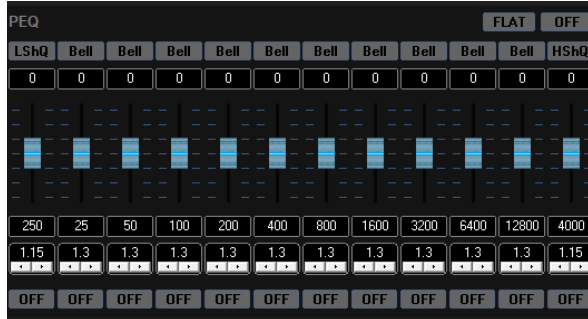 PEQ FLAT OFF
LShQ Bell Bell Bell Bell Bell Bell Bell Bell Bell Bell HShQ
0 0 0 0 0 0 0 0 0 0 0 0
250 25 50 100 200 400 800 1600 3200 6400 12800 4000
1.15 1.3 1.3 1.3 1.3 1.3 1.3 1.3 1.3 1.3 1.3 1.15
OFF OFF OFF OFF OFF OFF OFF OFF OFF OFF OFF OFF